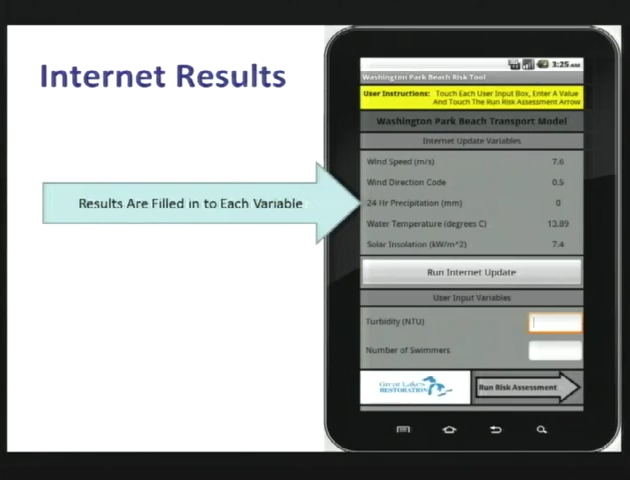 Internet Results
Results Are Filled in to Each Variable
3:25 AM
Washington Park Beach Risk Tool
User Instructions: Touch Each User Input Box, Enter A Value
And Touch The Run Risk Assessment Arrow
Washington Park Beach Transport Model
Internet Update Variables
Wind Speed (m/s) 7.6
Wind Direction Code 0.5
24 Hr Precipitation (mm) 0
Water Temperature (degrees C) 13.89
Solar Insolation (kW/m^2) 7.4
Run Internet Update
User Input Variables
Turbidity (NTU)
Number of Swimmers
Great Lakes
RESTORATION
Run Risk Assessment